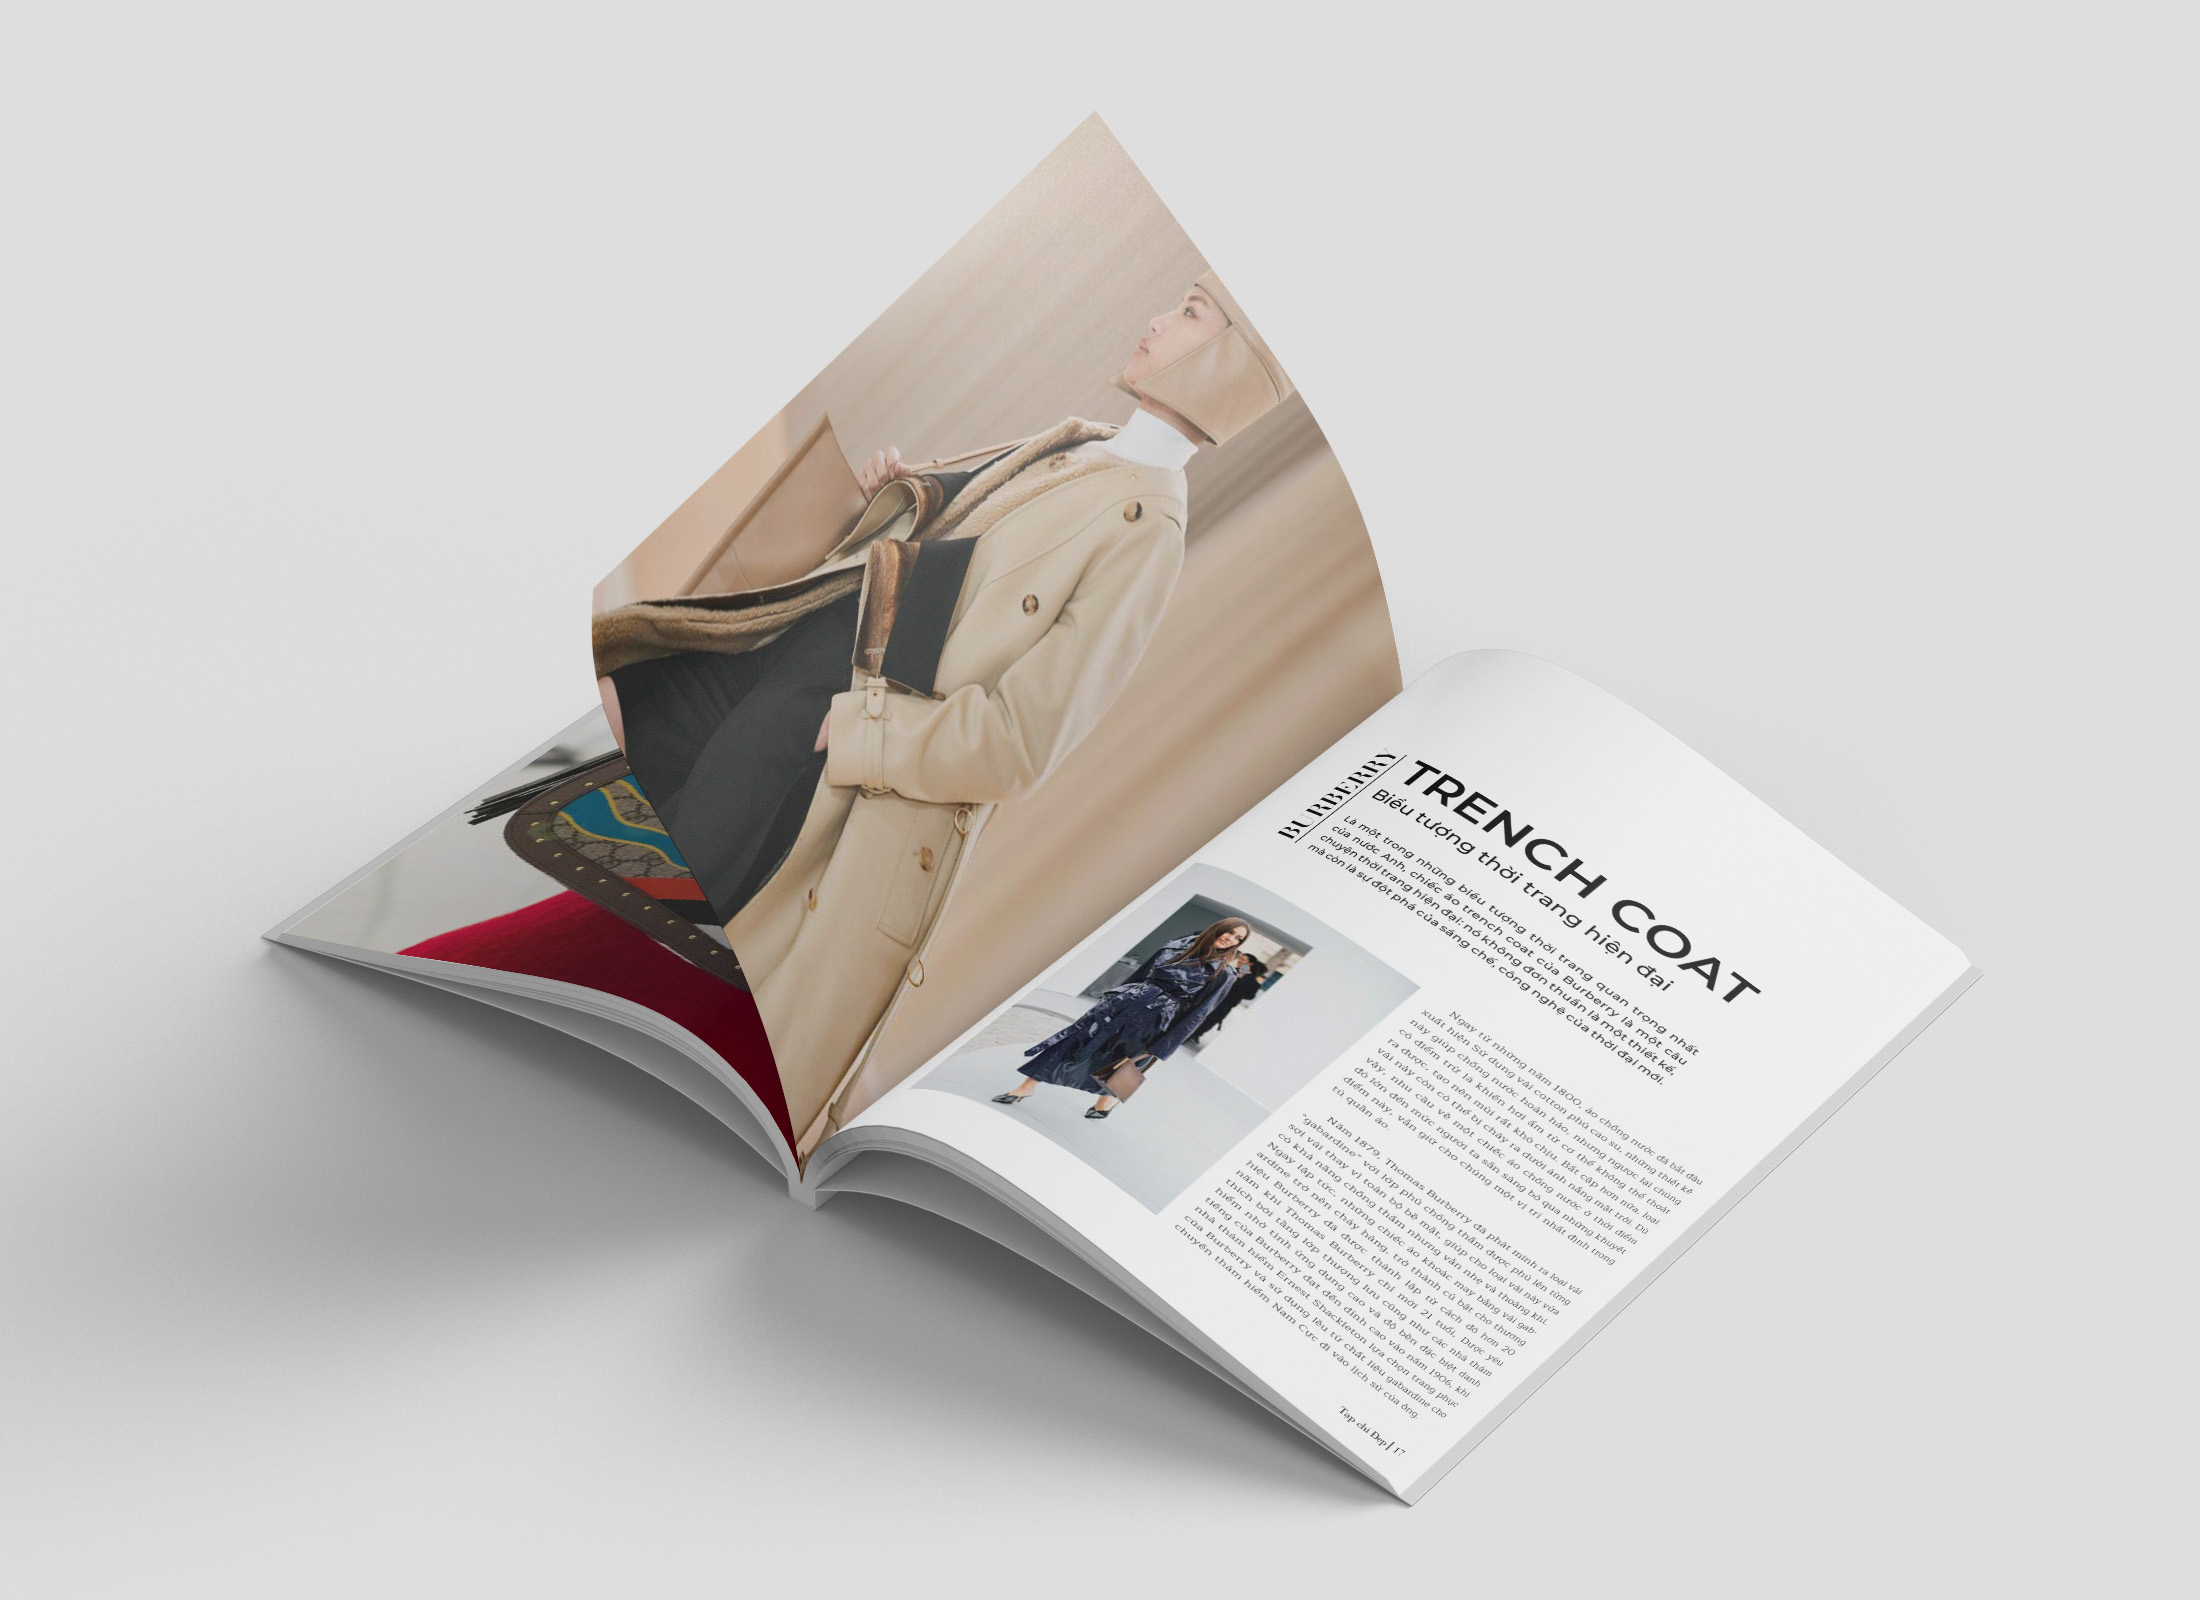 BURBERRY
TRENCH COAT
Biểu tượng thời trang hiện đại
Là một trong những biểu tượng thời trang quan trọng nhất
của nước Anh, chiếc áo trench coat của Burberry là một câu
chuyện thời trang hiện đại: nó không đơn thuần là một thiết kế,
mà còn là sự đột phá của sáng chế, công nghệ của thời đại mới.
Ngay từ những năm 1800, áo chống nước đã bắt đầu
xuất hiện Sử dụng vải cotton phủ cao su, những thiết kế
này giúp chống nước hoàn hảo, nhưng ngược lại chúng
có điểm trừ là khiến hơi ẩm từ cơ thể không thể thoát
ra được, tạo nên mùi rất khó chịu. Bất cập hơn nữa, loại
vải này còn có thể bị chảy ra dưới ánh nắng mặt trời. Dù
vậy, nhu cầu về một chiếc áo chống nước ở thời điểm
đó lớn đến mức người ta sẵn sàng bỏ qua những khuyết
điểm này, vẫn giữ cho chúng một vị trí nhất định trong
tủ quần áo.
Năm 1879, Thomas Burberry đã phát minh ra loại vải
"gabardine" với lớp phủ chống thấm được phủ lên từng
sợi vải thay vì toàn bộ bề mặt, giúp cho loại vải này vừa
có khả năng chống thấm nhưng vẫn nhẹ và thoáng khí.
Ngay lập tức, những chiếc áo khoác may bằng vải gab-
ardine trở nên cháy hàng, trở thành cú bật cho thương
hiệu Burberry đã được thành lập từ cách đó hơn 20
năm khi Thomas Burberry chỉ mới 21 tuổi. Được yêu
thích bởi tầng lớp thượng lưu cũng như các nhà thám
hiểm nhờ tính ứng dụng cao và độ bền đặc biệt danh
tiếng của Burberry đạt đến đỉnh cao vào năm 1906, khi
nhà thám hiểm Ernest Shackleton lựa chọn trang phục
của Burberry và sử dụng lều từ chất liệu gabardine cho
chuyến thám hiểm Nam Cực đi vào lịch sử của ông.
Tạp chí Đẹp | 17